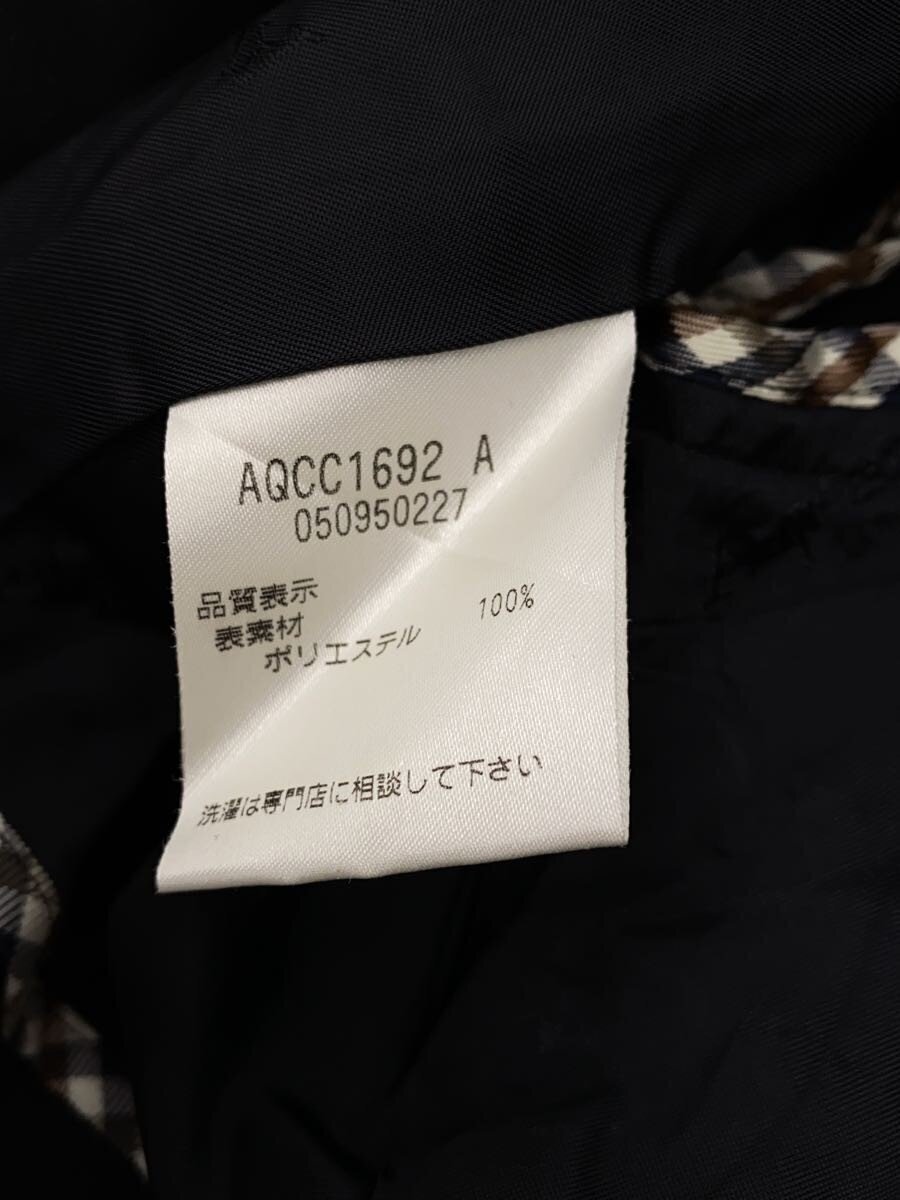 AQCC1692 A
050950227
品質表示
表素材
ポリエステル 100%
洗濯は専門店に相談して下さい